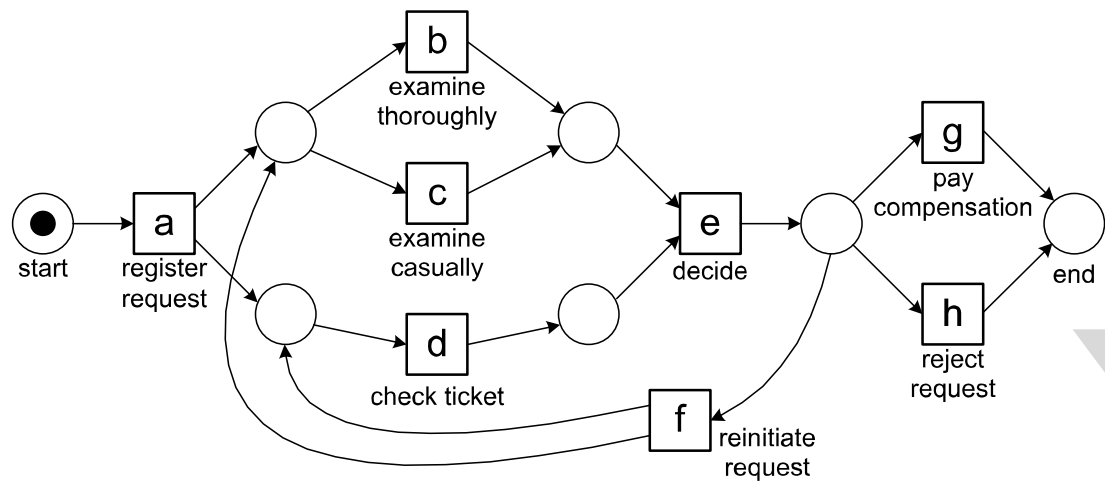 b
examine
thoroughly
g
pay
compensation
c
examine
casually
start
a
register
request
e
decide
end
h
reject
request
d
check ticket
f
reinitiate
request